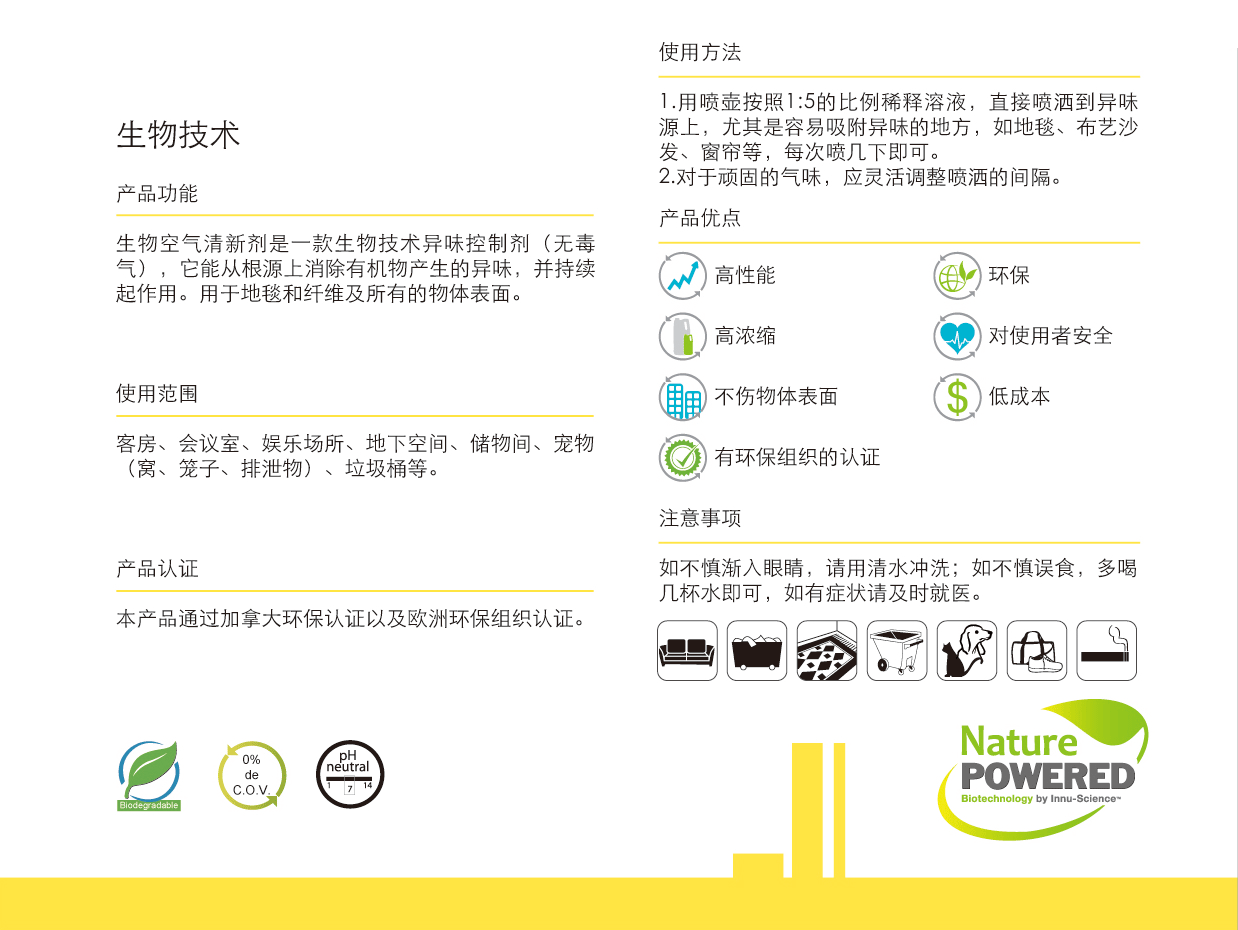 生物技术
产品功能
生物空气清新剂是一款生物技术异味控制剂（无毒
气），它能从根源上消除有机物产生的异味，并持续
起作用。用于地毯和纤维及所有的物体表面。
使用范围
客房、会议室、娱乐场所、地下空间、储物间、宠物
（窝、笼子、排泄物）、垃圾桶等。
产品认证
本产品通过加拿大环保认证以及欧洲环保组织认证。
Biodegradable
0%
de
C.O.V.
pH
neutral
1 7 14
使用方法
1.用喷壶按照1:5的比例稀释溶液，直接喷洒到异味
源上，尤其是容易吸附异味的地方，如地毯、布艺沙
发、窗帘等，每次喷几下即可。
2.对于顽固的气味，应灵活调整喷洒的间隔。
产品优点
高性能
环保
高浓缩
对使用者安全
不伤物体表面
低成本
有环保组织的认证
注意事项
如不慎渐入眼睛，请用清水冲洗；如不慎误食，多喝
几杯水即可，如有症状请及时就医。
Nature
POWERED
Biotechnology by Innu-Science™